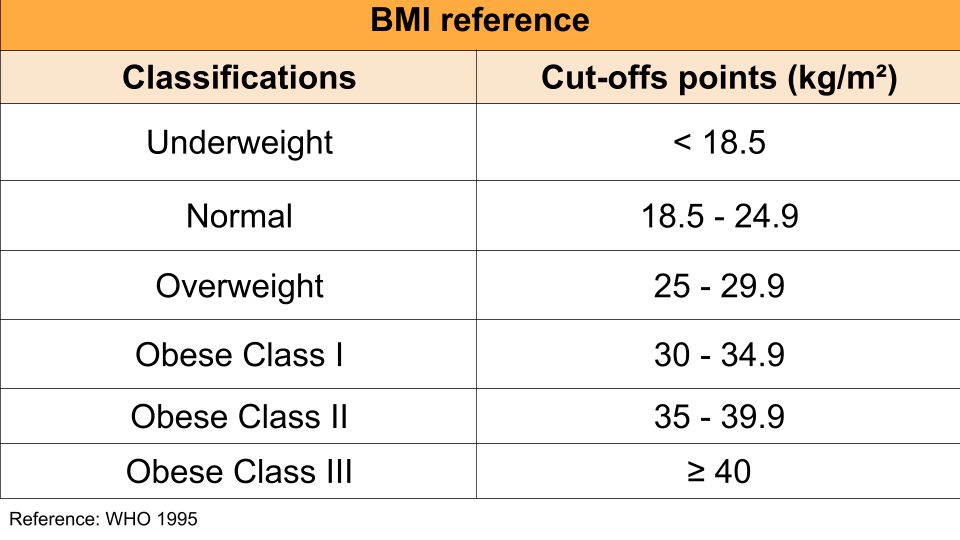 BMI reference
Classifications Cut-offs points (kg/m²)
Underweight < 18.5
Normal 18.5 - 24.9
Overweight 25 - 29.9
Obese Class I 30 - 34.9
Obese Class II 35 - 39.9
Obese Class III ≥ 40
Reference: WHO 1995